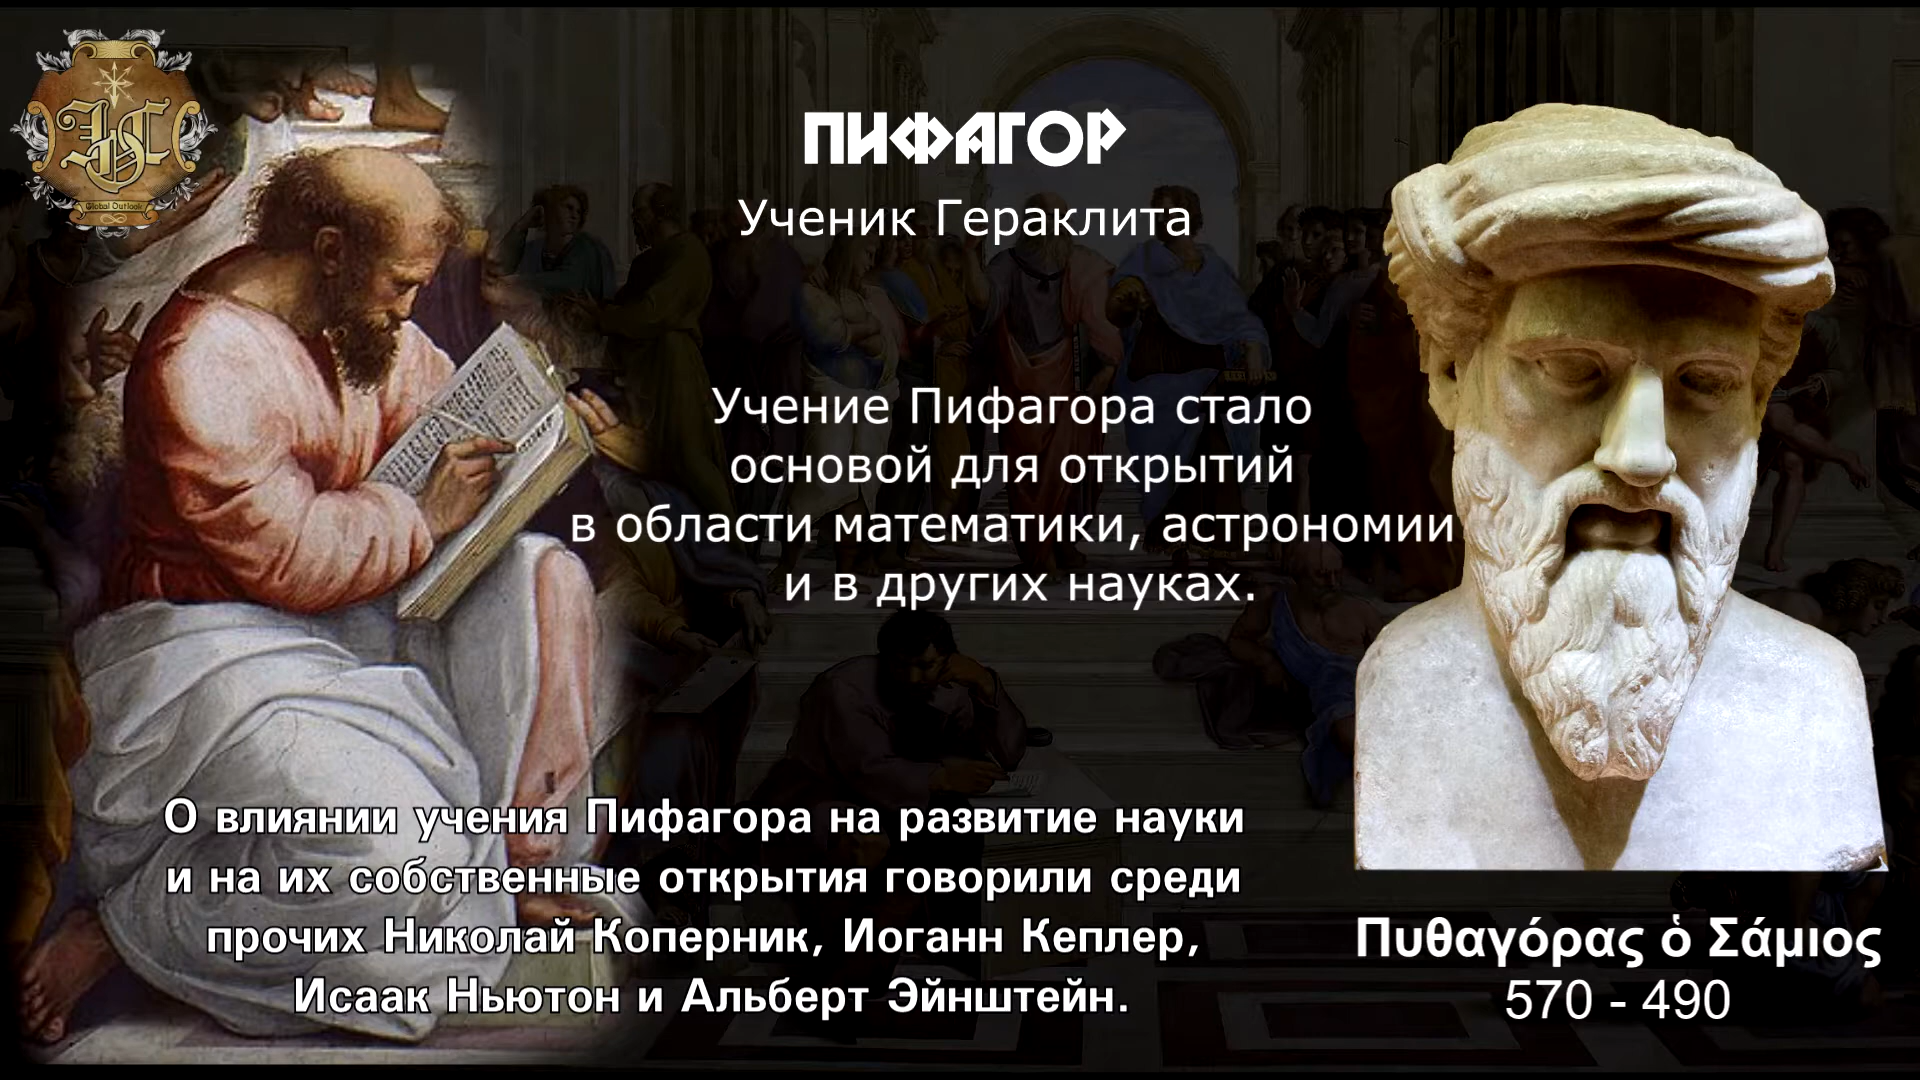 Global Outlook
ПИФАГОР
Ученик Гераклита
Учение Пифагора стало
основой для открытий
в области математики, астрономии
и в других науках.
О влиянии учения Пифагора на развитие науки
и на их собственные открытия говорили среди
прочих Николай Коперник, Иоганн Кеплер,
Исаак Ньютон и Альберт Эйнштейн.
Πυθαγόρας ὁ Σάμιος
570 - 490